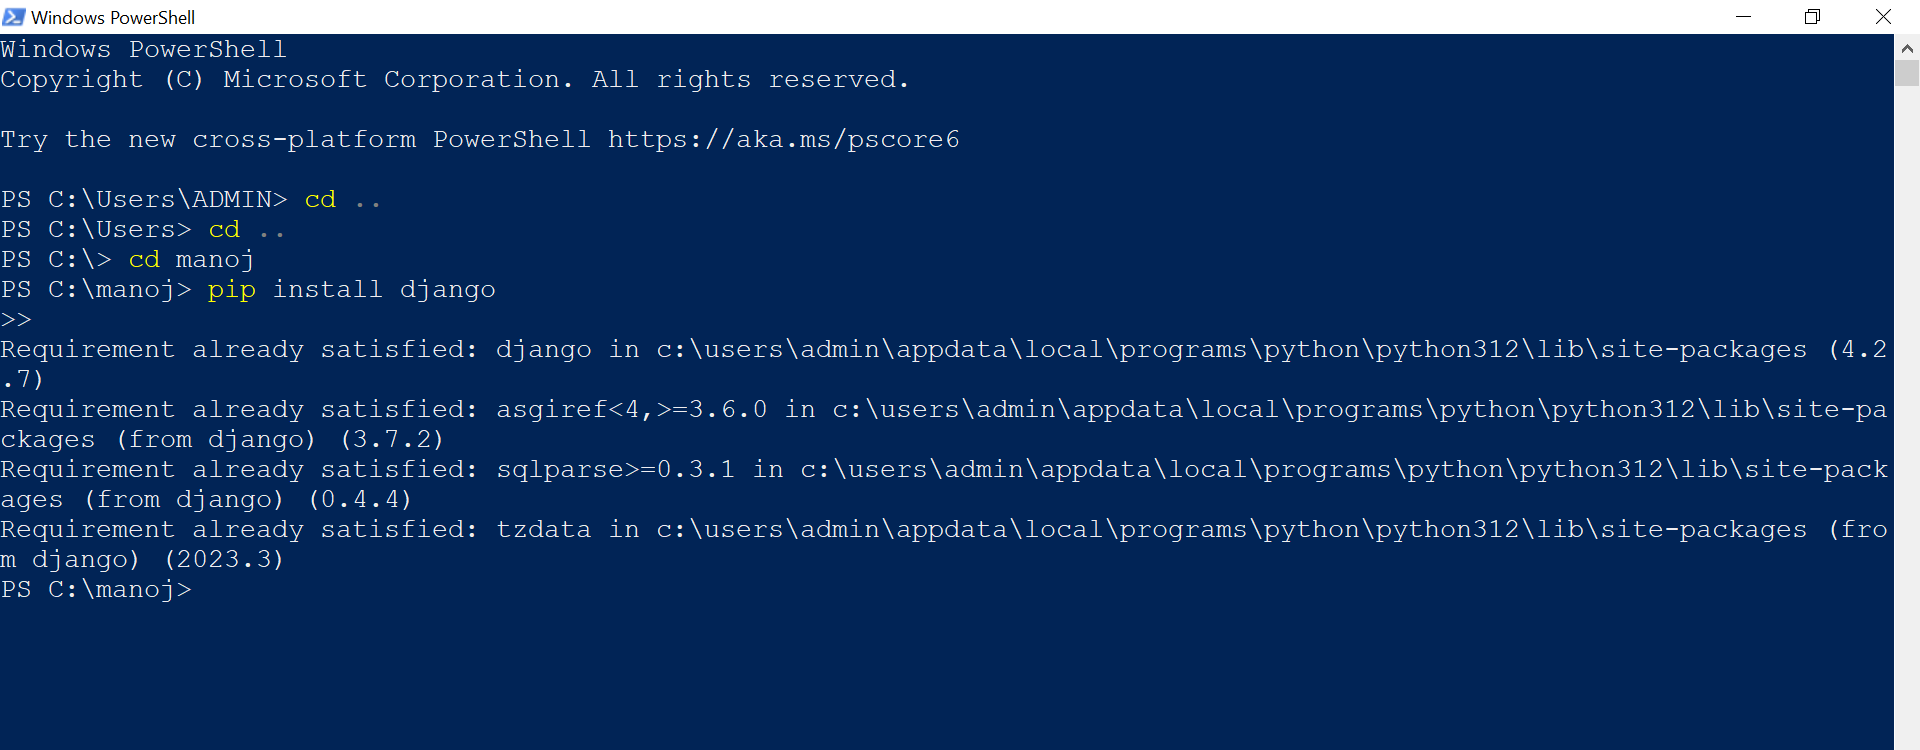 Windows PowerShell
Windows PowerShell
Copyright (C) Microsoft Corporation. All rights reserved.
Try the new cross-platform PowerShell https://aka.ms/pscore6
PS C:\Users\ADMIN> cd ..
PS C:\Users> cd ..
PS C:\> cd manoj
PS C:\manoj> pip install django
>>
Requirement already satisfied: django in c:\users\admin\appdata\local\programs\python\python312\lib\site-packages (4.2
.7)
Requirement already satisfied: asgiref<4,>=3.6.0 in c:\users\admin\appdata\local\programs\python\python312\lib\site-pa
ckages (from django) (3.7.2)
Requirement already satisfied: sqlparse>=0.3.1 in c:\users\admin\appdata\local\programs\python\python312\lib\site-pack
ages (from django) (0.4.4)
Requirement already satisfied: tzdata in c:\users\admin\appdata\local\programs\python\python312\lib\site-packages (fro
m django) (2023.3)
PS C:\manoj>